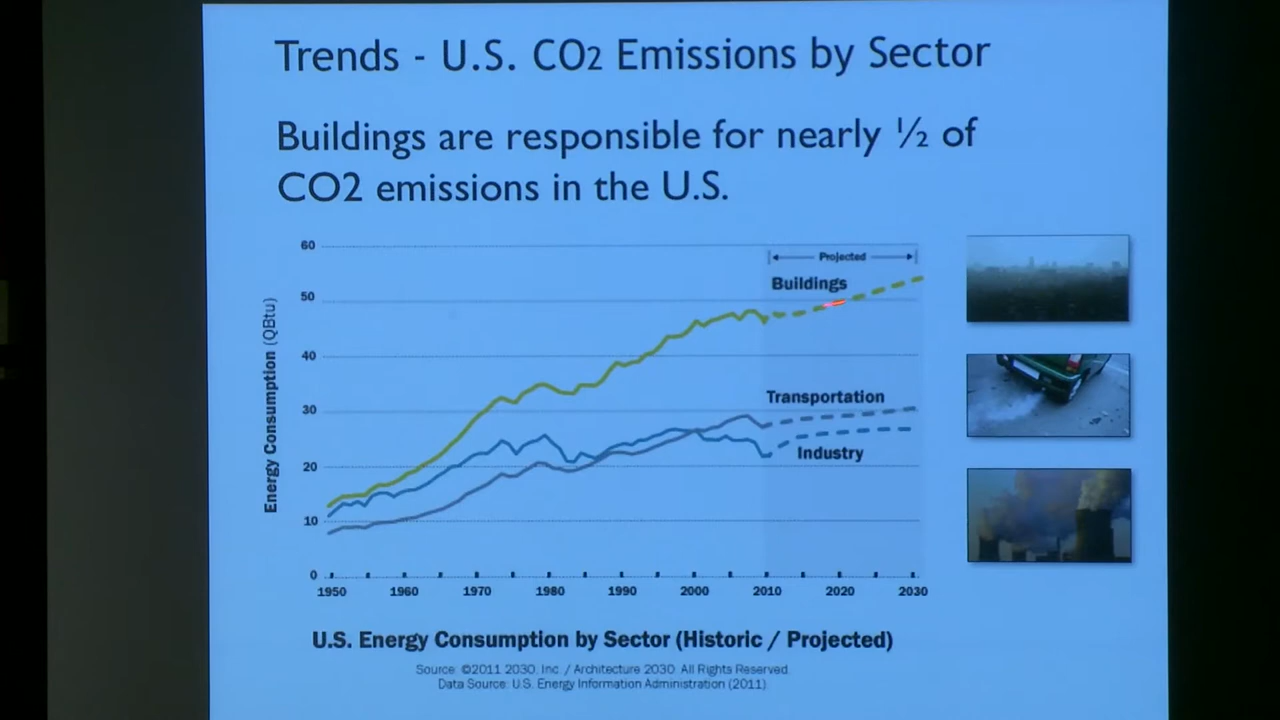 Trends - U.S. CO2 Emissions by Sector
Buildings are responsible for nearly ½ of
CO2 emissions in the U.S.
60
Projected
Buildings
50
40
Transportation
30
Industry
20
10
0
Energy Consumption (QBtu)
1950 1960 1970 1980 1990 2000 2010 2020 2030
U.S. Energy Consumption by Sector (Historic / Projected)
Source: ©2011 2030, Inc. / Architecture 2030. All Rights Reserved.
Data Source: U.S. Energy Information Administration (2011).